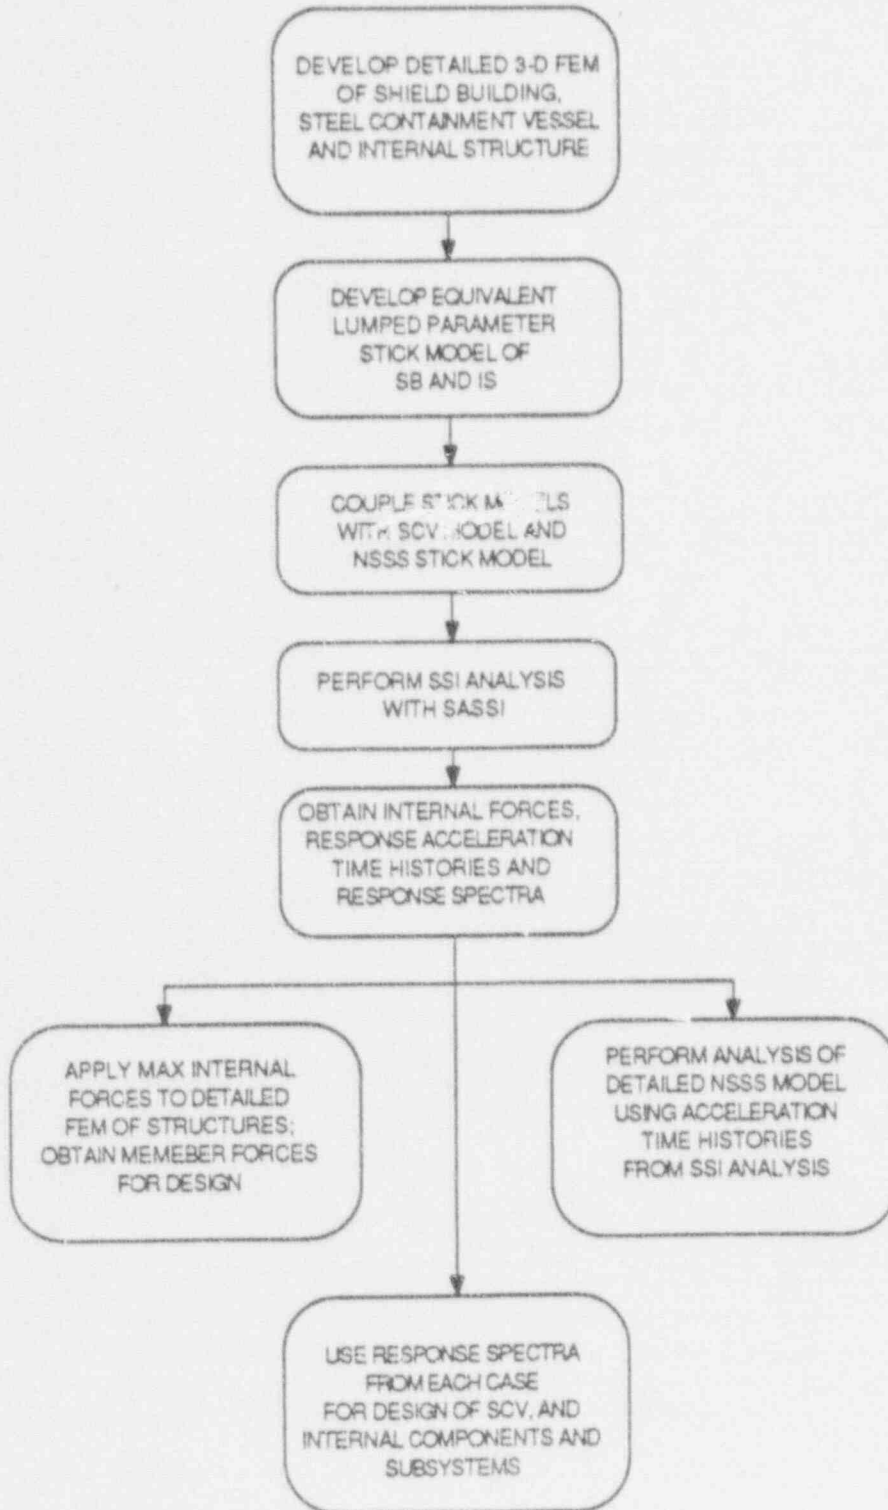 DEVELOP DETAILED 3-D FEM
OF SHIELD BUILDING,
STEEL CONTAINMENT VESSEL
AND INTERNAL STRUCTURE
DEVELOP EQUIVALENT
LUMPED PARAMETER
STICK MODEL OF
SB AND IS
COUPLE STICK
WITH SCV MODEL AND
NSSS STICK MODEL
PERFORM SSI ANALYSIS
WITH SASSI
OBTAIN INTERNAL FORCES,
RESPONSE ACCELERATION
TIME HISTORIES AND
RESPONSE SPECTRA
APPLY MAX INTERNAL
FORCES TO DETAILED
FEM OF STRUCTURES;
OBTAIN MEMEBER FORCES
FOR DESIGN
PERFORM ANALYSIS OF
DETAILED NSSS MODEL
USING ACCELERATION
TIME HISTORIES
FROM SSI ANALYSIS
USE RESPONSE SPECTRA
FROM EACH CASE
FOR DESIGN OF SCV, AND
INTERNAL COMPONENTS AND
SUBSYSTEMS